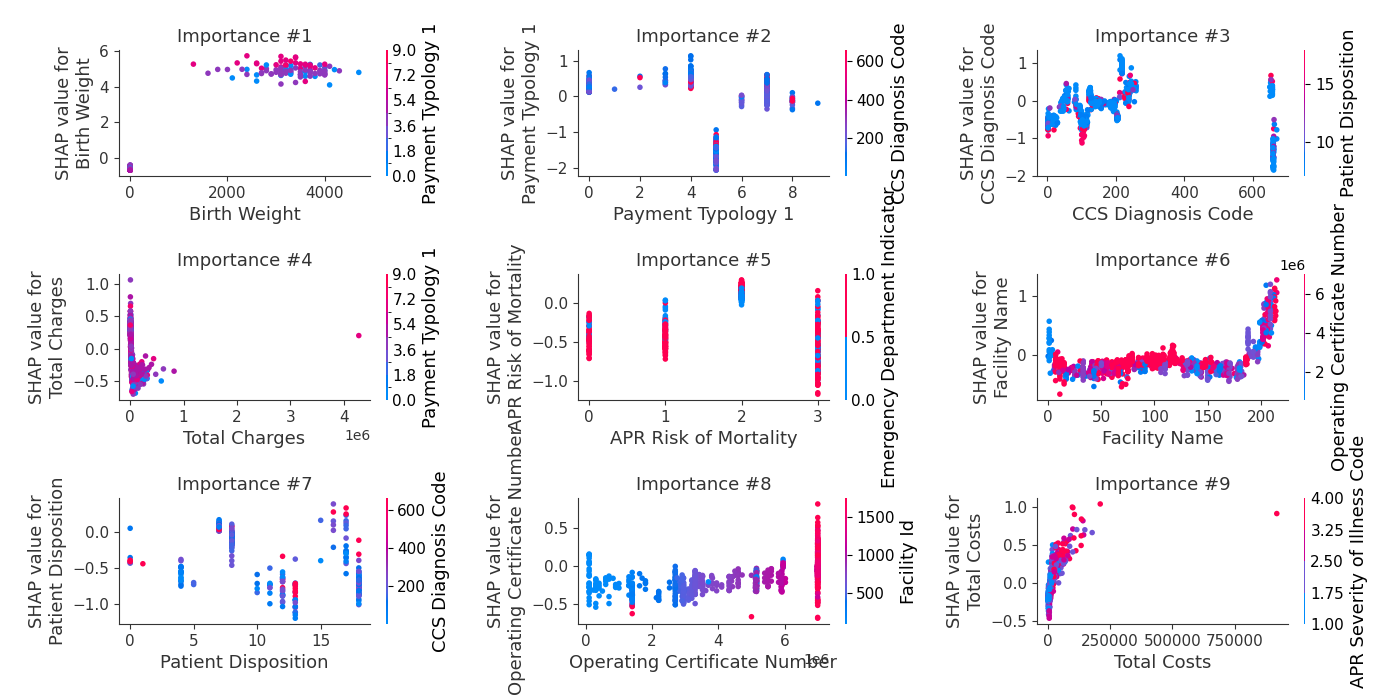 Importance #1
SHAP value for
Birth Weight
6
4
2
0
0
2000
4000
Birth Weight
9.0
7.2
5.4
3.6
1.8
0.0
Payment Typology 1
Importance #2
SHAP value for
Payment Typology 1
1
0
−1
−2
0
2
4
6
8
Payment Typology 1
600
400
200
CCS Diagnosis Code
Importance #3
SHAP value for
CCS Diagnosis Code
1
0
−1
−2
0
200
400
600
CCS Diagnosis Code
15
10
Patient Disposition
Importance #4
SHAP value for
Total Charges
1.0
0.5
0.0
−0.5
0
1
2
3
4
1e6
Total Charges
9.0
7.2
5.4
3.6
1.8
0.0
Payment Typology 1
Importance #5
SHAP value for
APR Risk of Mortality
0.0
−0.5
−1.0
0
1
2
3
APR Risk of Mortality
1.0
0.5
0.0
Emergency Department Indicator
Importance #6
SHAP value for
Facility Name
1
0
0
50
100
150
200
Facility Name
1e6
6
4
2
Operating Certificate Number
Importance #7
SHAP value for
Patient Disposition
0.0
−0.5
−1.0
0
5
10
15
Patient Disposition
600
400
200
CCS Diagnosis Code
Importance #8
SHAP value for
Operating Certificate Number
0.5
0.0
−0.5
0
2
4
6
1e6
Operating Certificate Number
1500
1000
500
Facility Id
Importance #9
SHAP value for
Total Costs
1.0
0.5
0.0
−0.5
0
250000
500000
750000
Total Costs
4.00
3.25
2.50
1.75
1.00
APR Severity of Illness Code